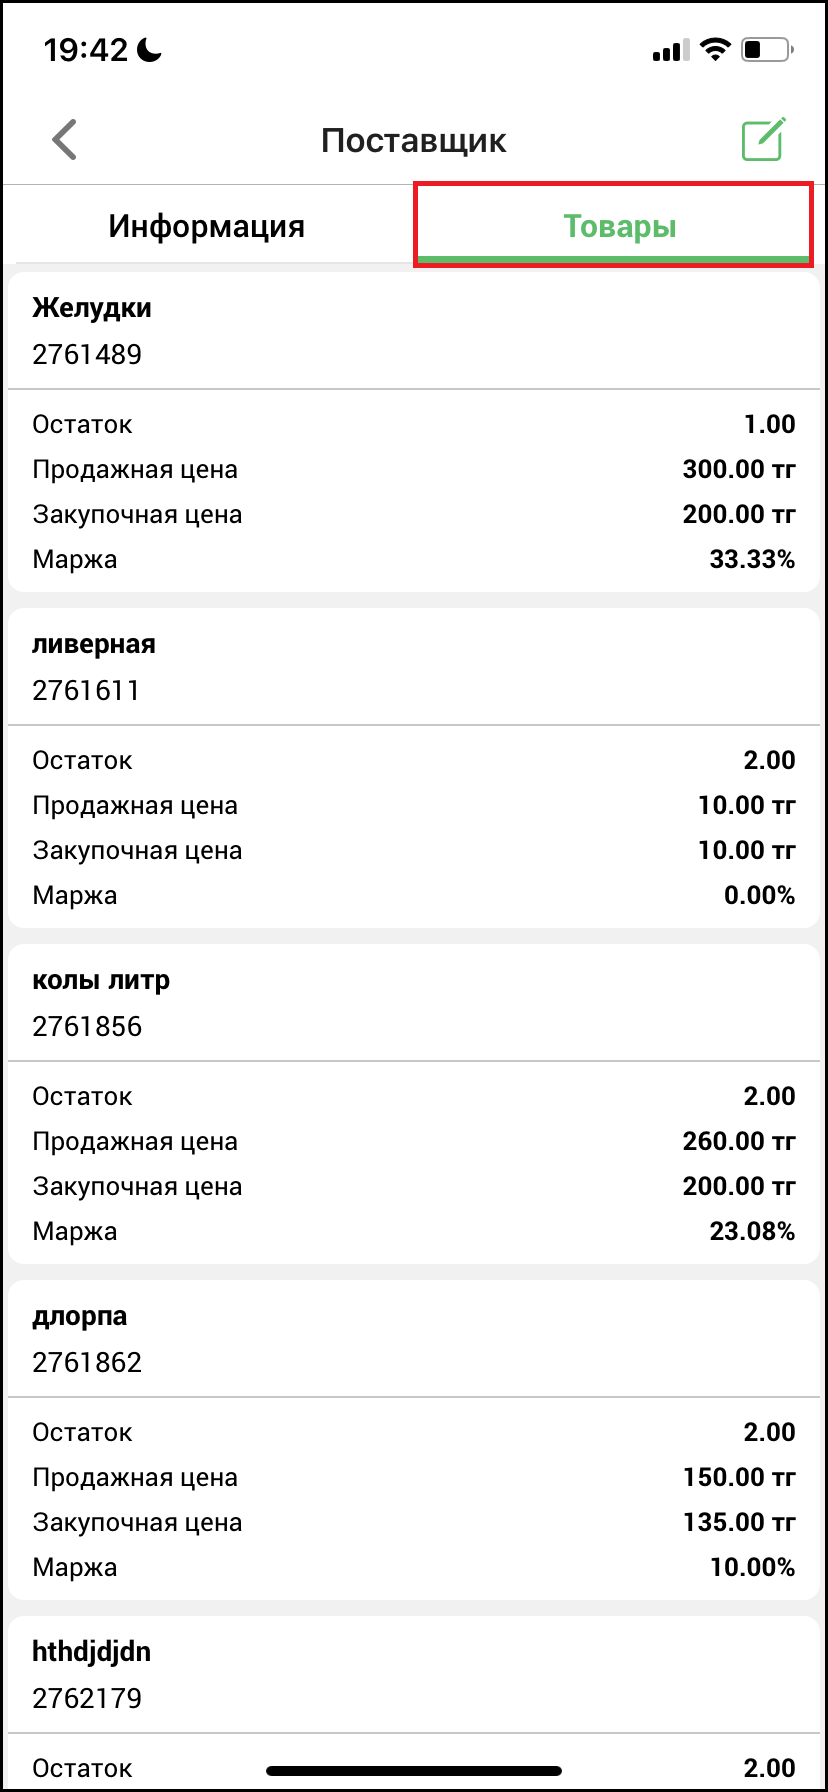 19:42
Поставщик
Информация
Товары
Желудки
2761489
Остаток 1.00
Продажная цена 300.00 тг
Закупочная цена 200.00 тг
Маржа 33.33%
ливерная
2761611
Остаток 2.00
Продажная цена 10.00 тг
Закупочная цена 10.00 тг
Маржа 0.00%
колы литр
2761856
Остаток 2.00
Продажная цена 260.00 тг
Закупочная цена 200.00 тг
Маржа 23.08%
длорпа
2761862
Остаток 2.00
Продажная цена 150.00 тг
Закупочная цена 135.00 тг
Маржа 10.00%
hthdjdjdn
2762179
Остаток 2.00